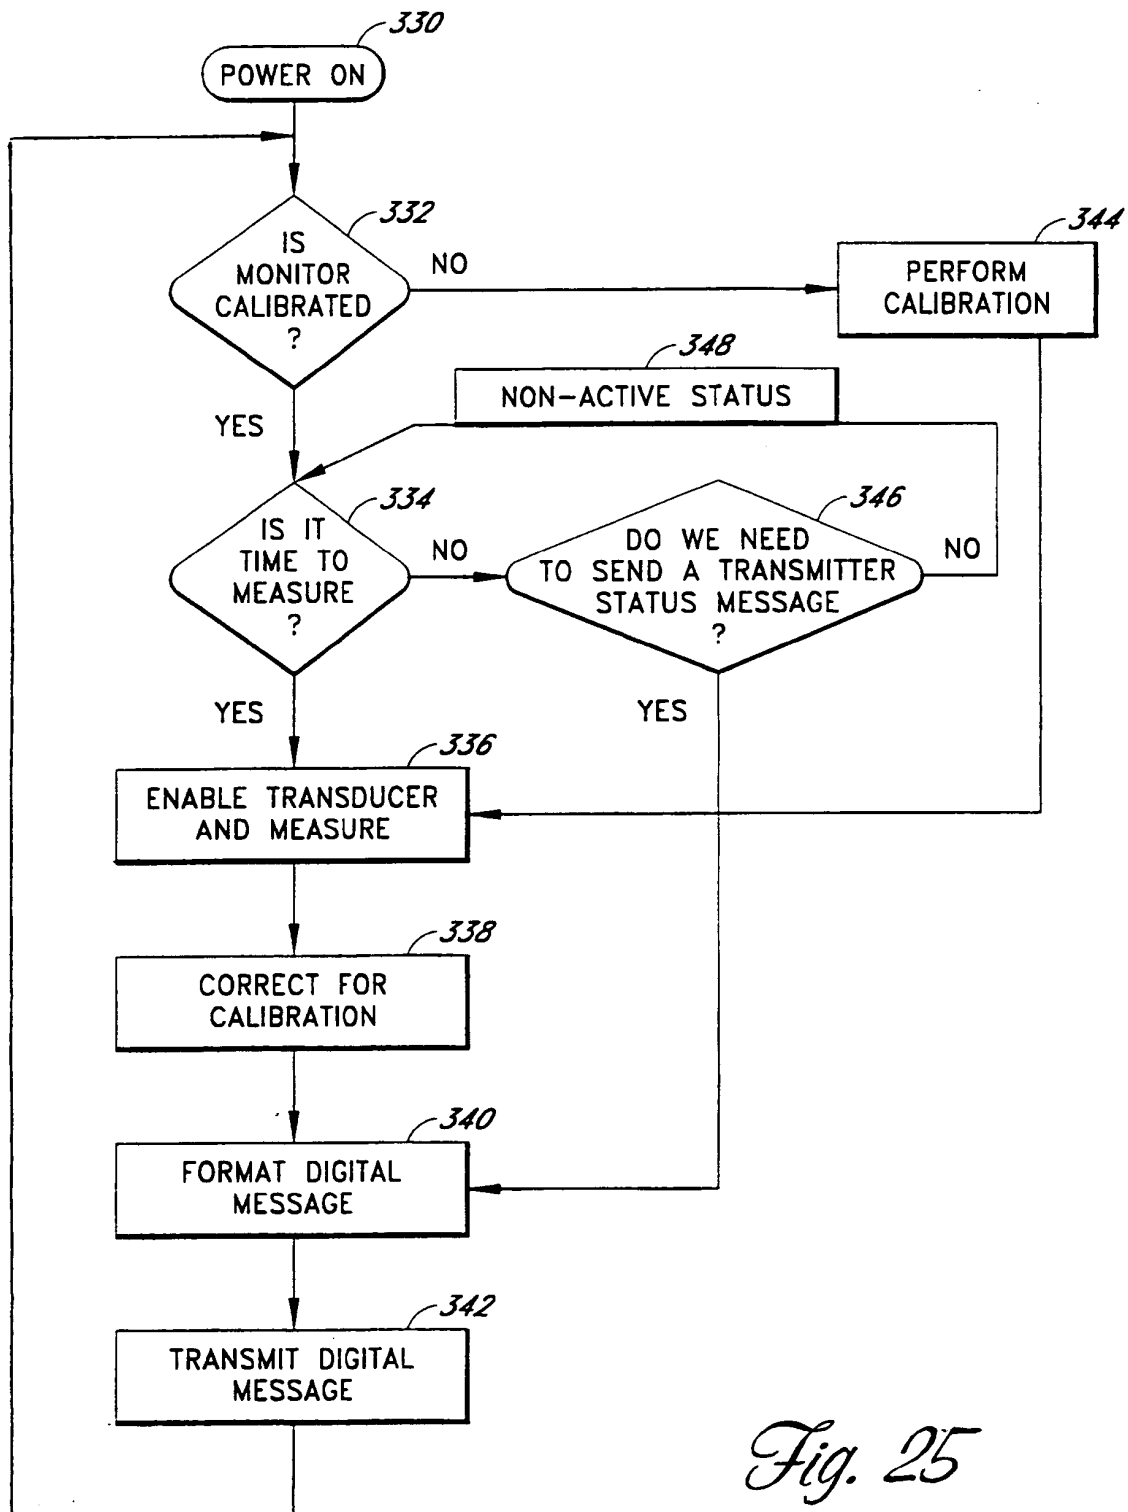 330
POWER ON
332
IS
MONITOR
CALIBRATED
?
NO
344
PERFORM
CALIBRATION
348
NON-ACTIVE STATUS
YES
334
IS IT
TIME TO
MEASURE
?
NO
346
DO WE NEED
TO SEND A TRANSMITTER
STATUS MESSAGE
?
NO
YES
YES
336
ENABLE TRANSDUCER
AND MEASURE
338
CORRECT FOR
CALIBRATION
340
FORMAT DIGITAL
MESSAGE
342
TRANSMIT DIGITAL
MESSAGE
Fig. 25